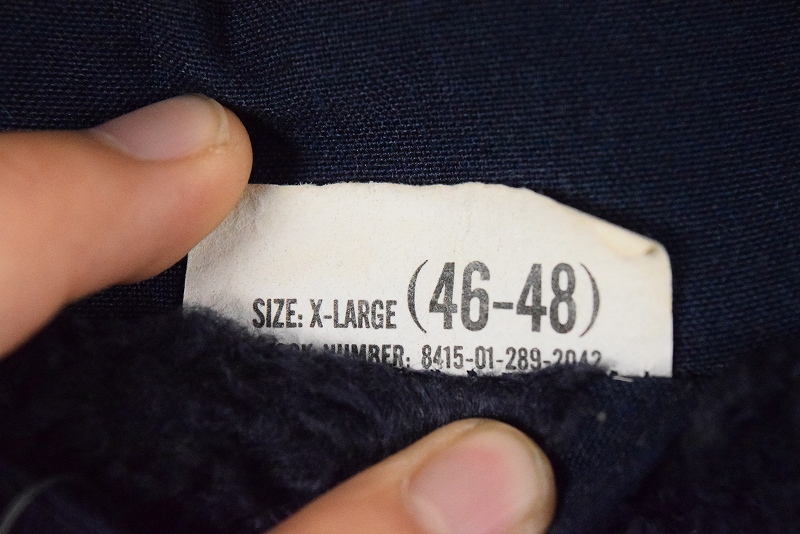 SIZE: X-LARGE (46-48)
NUMBER: 8415-01-289-2042